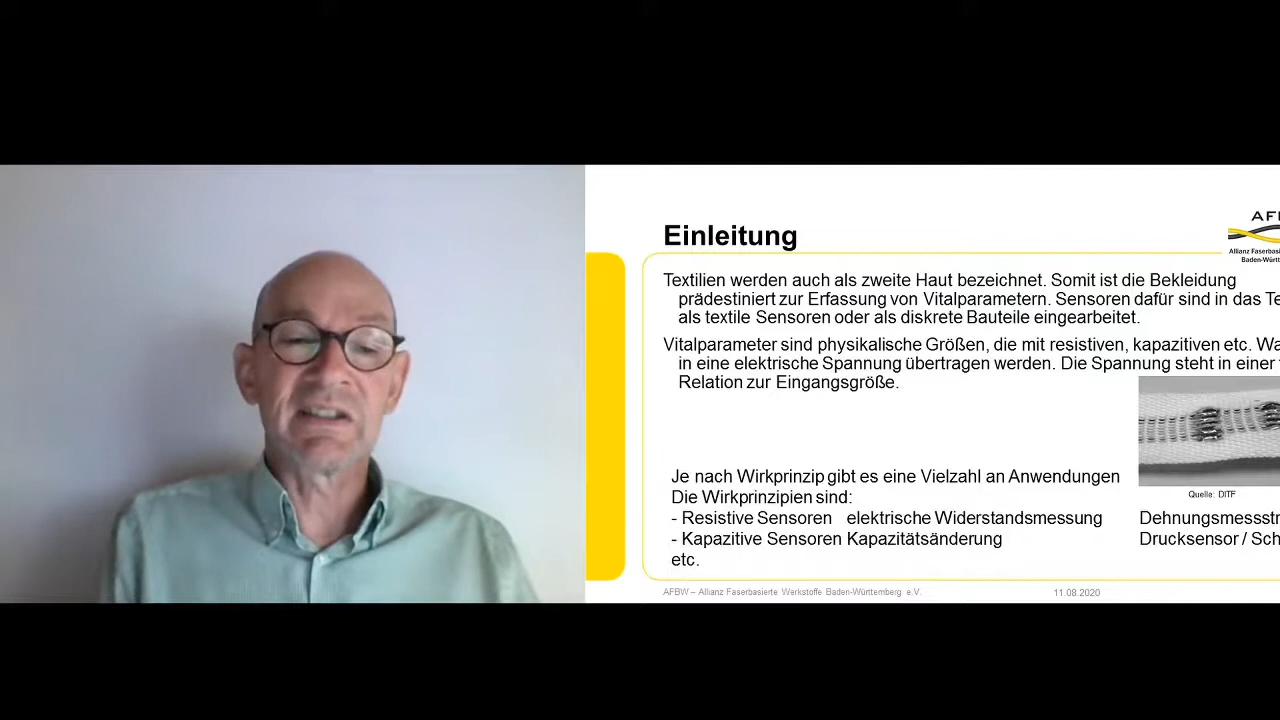 Einleitung
Allianz
Baden-
Textilien werden auch als zweite Haut bezeichnet. Somit ist die Bekleidung
prädestiniert zur Erfassung von Vitalparametern. Sensoren dafür sind in das
als textile Sensoren oder als diskrete Bauteile eingearbeitet.
Vitalparameter sind physikalische Größen, die mit resistiven, kapazitiven etc.
in eine elektrische Spannung übertragen werden. Die Spannung steht in einer
Relation zur Eingangsgröße.
Quelle: DITF
Je nach Wirkprinzip gibt es eine Vielzahl an Anwendungen
Die Wirkprinzipien sind:
- Resistive Sensoren elektrische Widerstandsmessung
- Kapazitive Sensoren Kapazitätsänderung Drucksensor /
etc.
AFBW – Allianz Faserbasierte Werkstoffe Baden-Württemberg e.V. 11.08.2020